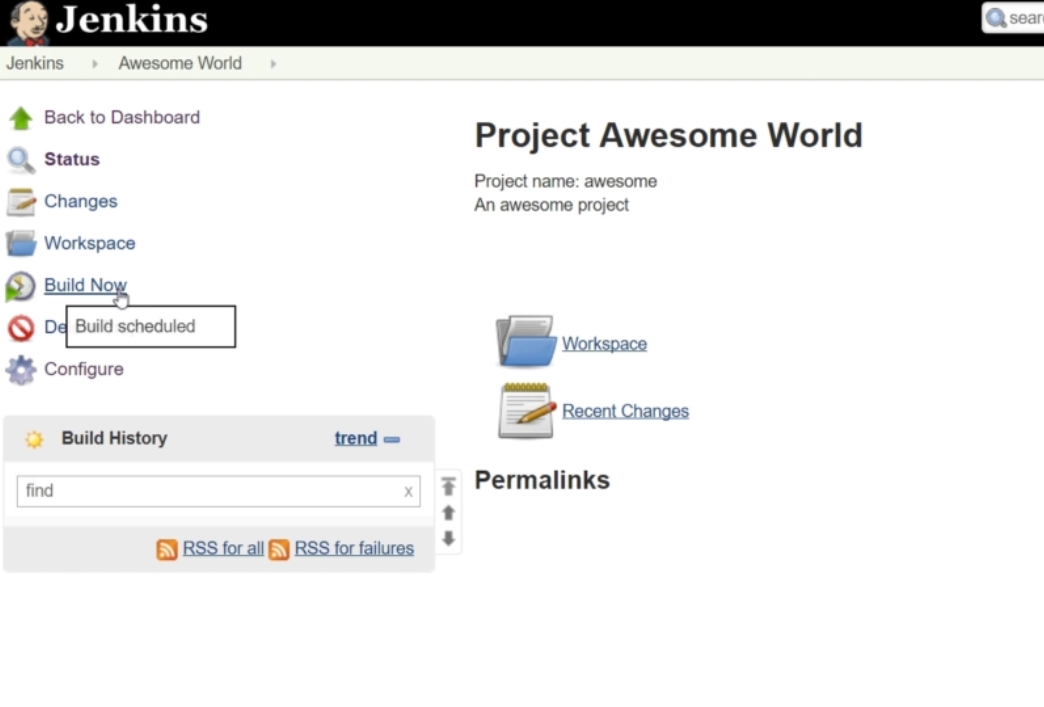 Jenkins
sear
Jenkins Awesome World
Back to Dashboard
Status
Changes
Workspace
Build Now
De
Build scheduled
Configure
Build History trend
find x
RSS for all RSS for failures
Project Awesome World
Project name: awesome
An awesome project
Workspace
Recent Changes
Permalinks